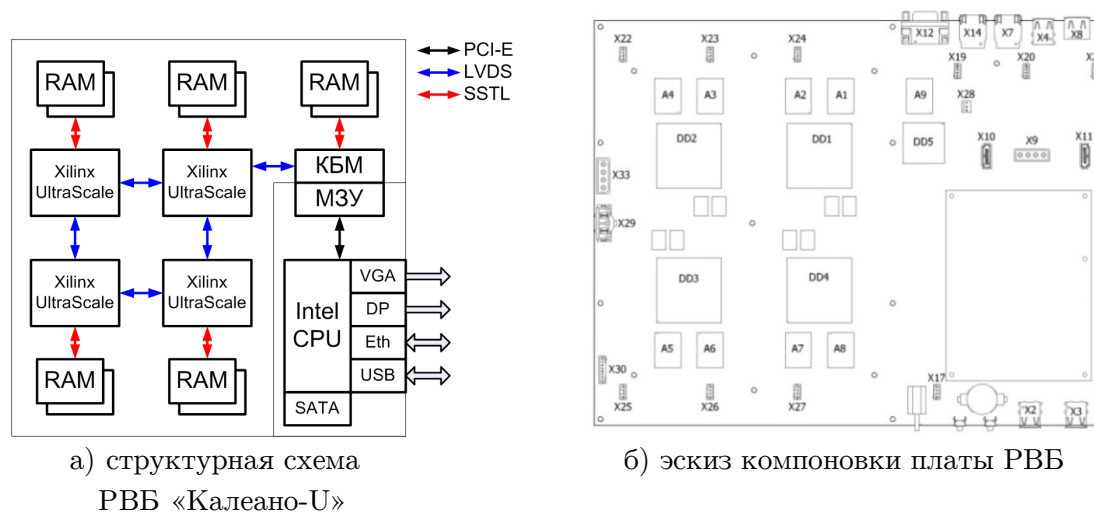 PCI-E
LVDS
SSTL
RAM
RAM
RAM
Xilinx
UltraScale
Xilinx
UltraScale
КБМ
МЗУ
Xilinx
UltraScale
Xilinx
UltraScale
Intel
CPU
VGA
DP
Eth
USB
SATA
RAM
RAM
а) структурная схема
РВБ «Калеано-U»
X12
X14
X7
X4
X8
X22
X23
X24
X19
X20
A4
A3
A2
A1
A9
X28
DD2
DD1
DD5
X10
X9
X11
X33
X29
DD3
DD4
A5
A6
A7
A8
X30
X25
X26
X27
X17
X2
X3
б) эскиз компоновки платы РВБ